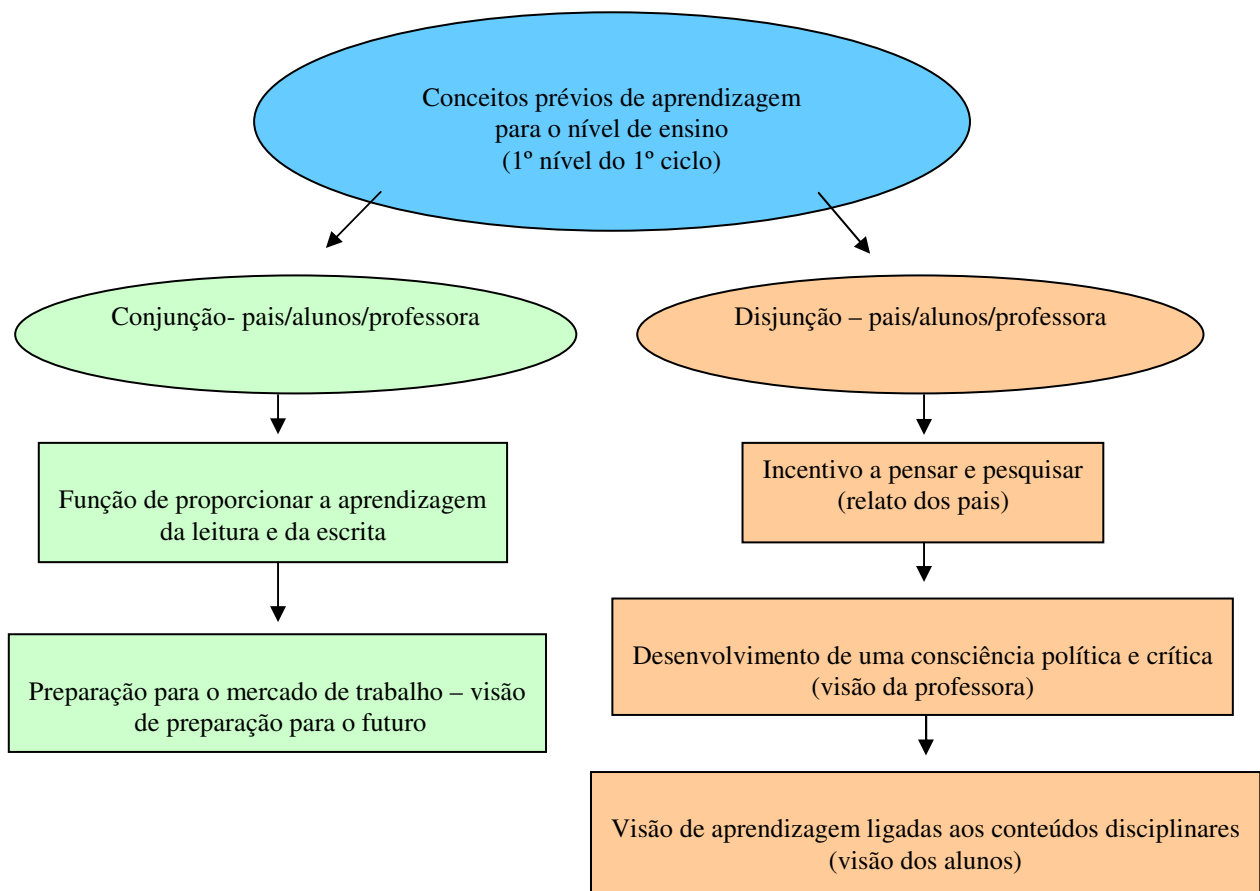 Conceitos prévios de aprendizagem
para o nível de ensino
(1º nível do 1º ciclo)
Conjunção- pais/alunos/professora
Disjunção – pais/alunos/professora
Função de proporcionar a aprendizagem
da leitura e da escrita
Incentivo a pensar e pesquisar
(relato dos pais)
Preparação para o mercado de trabalho – visão
de preparação para o futuro
Desenvolvimento de uma consciência política e crítica
(visão da professora)
Visão de aprendizagem ligadas aos conteúdos disciplinares
(visão dos alunos)